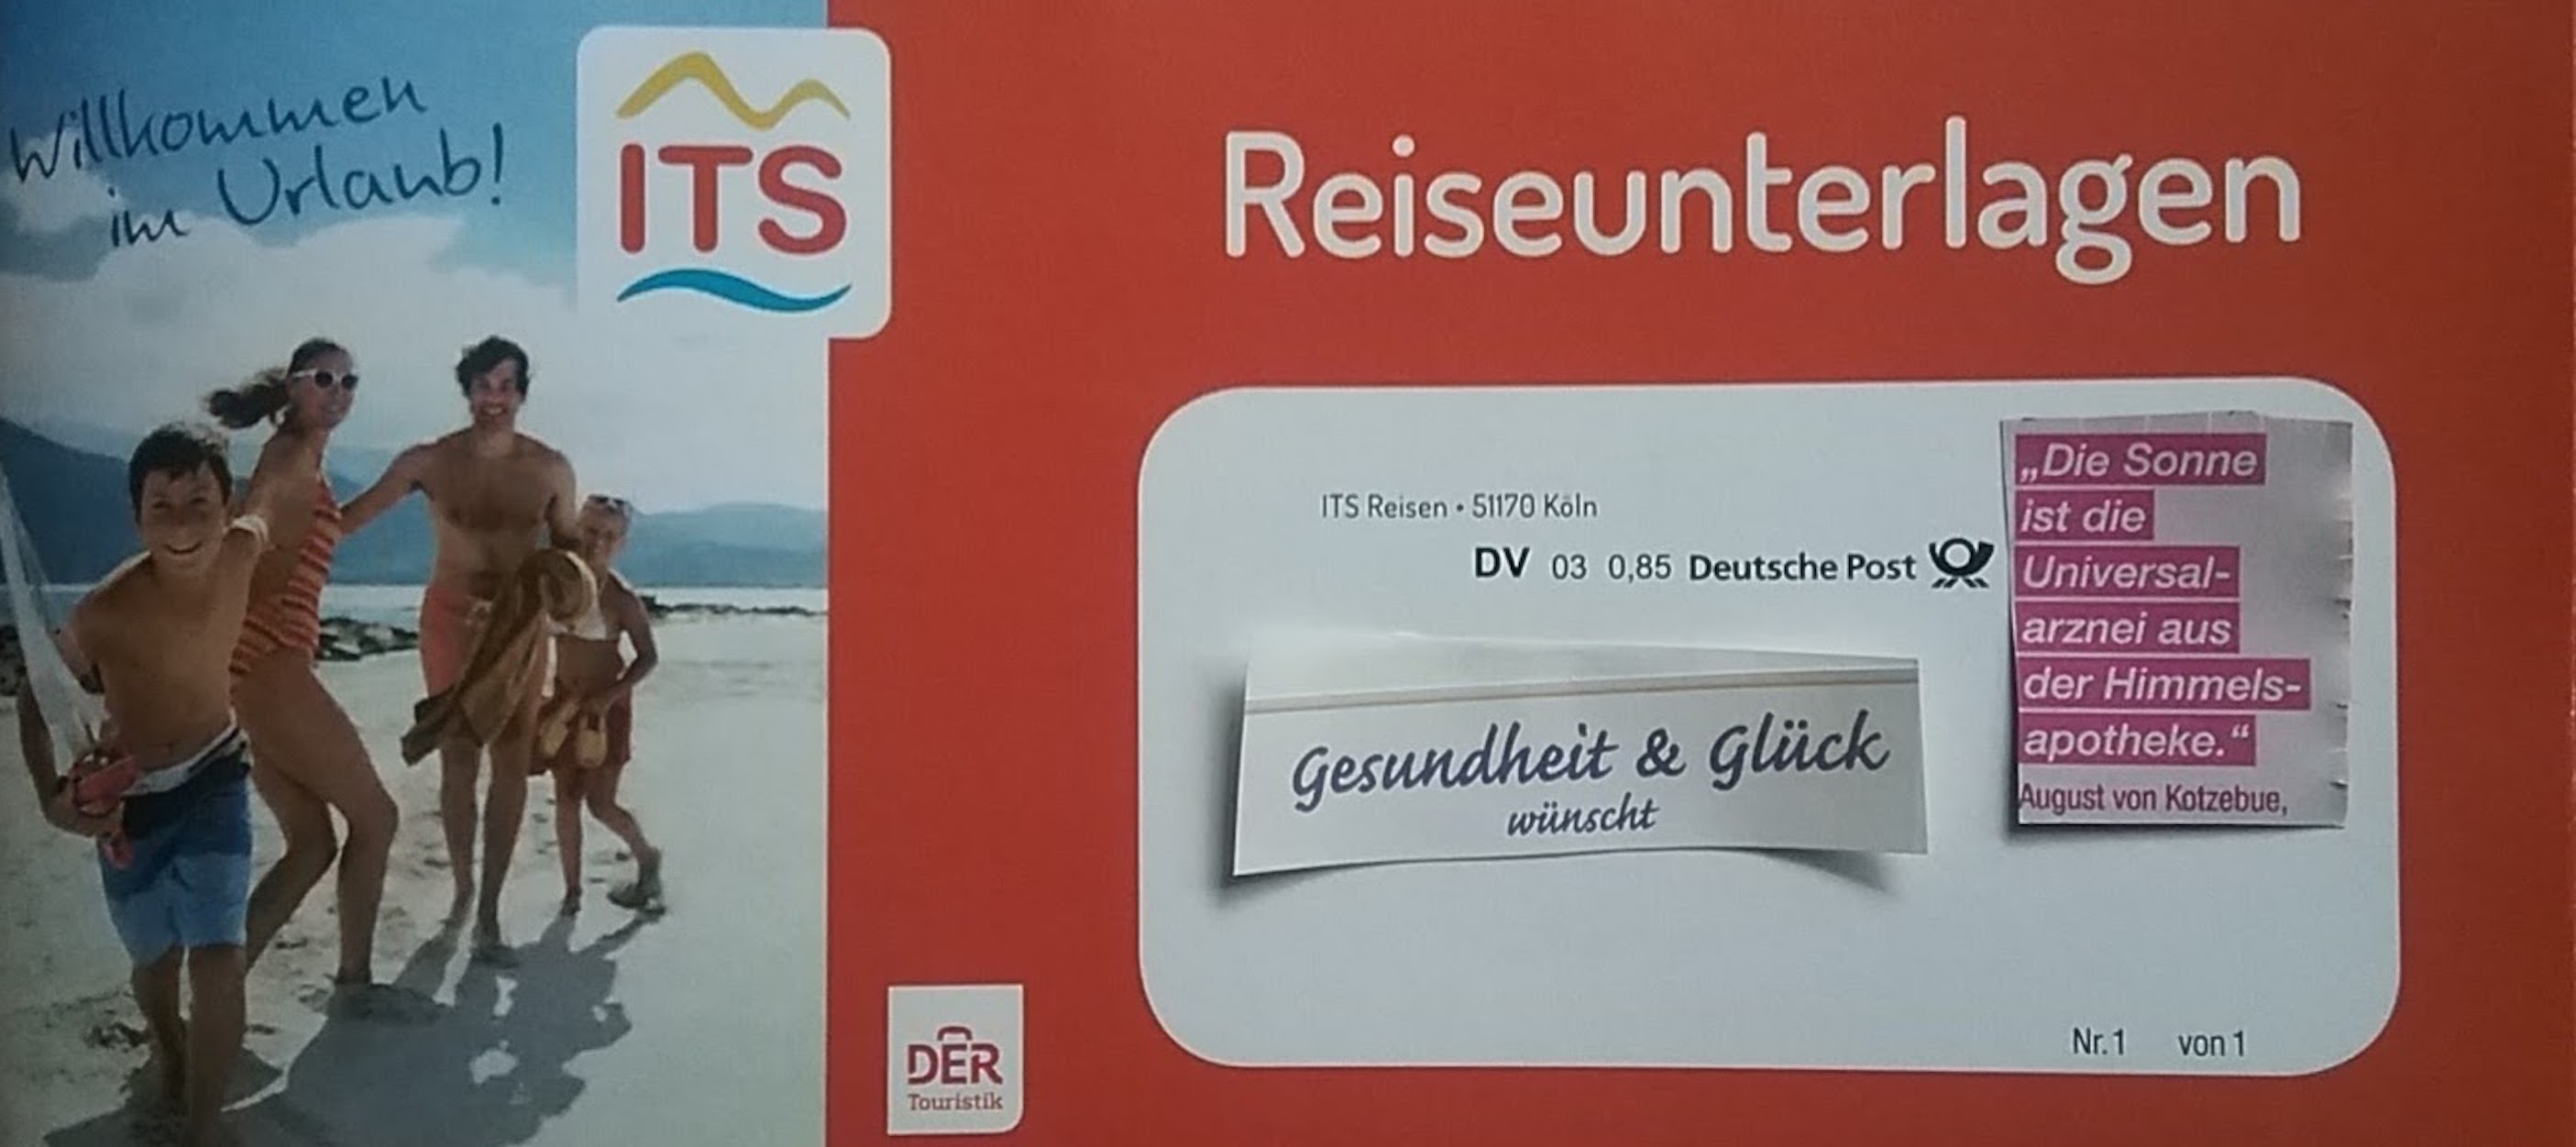 Willkommen
im Urlaub!
ITS
Reiseunterlagen
ITS Reisen • 51170 Köln
DV 03 0,85 Deutsche Post
„Die Sonne
ist die
Universal-
arznei aus
der Himmels-
apotheke.“
August von Kotzebue,
Gesundheit & Glück
wünscht
Nr. 1 von 1
DER
Touristik